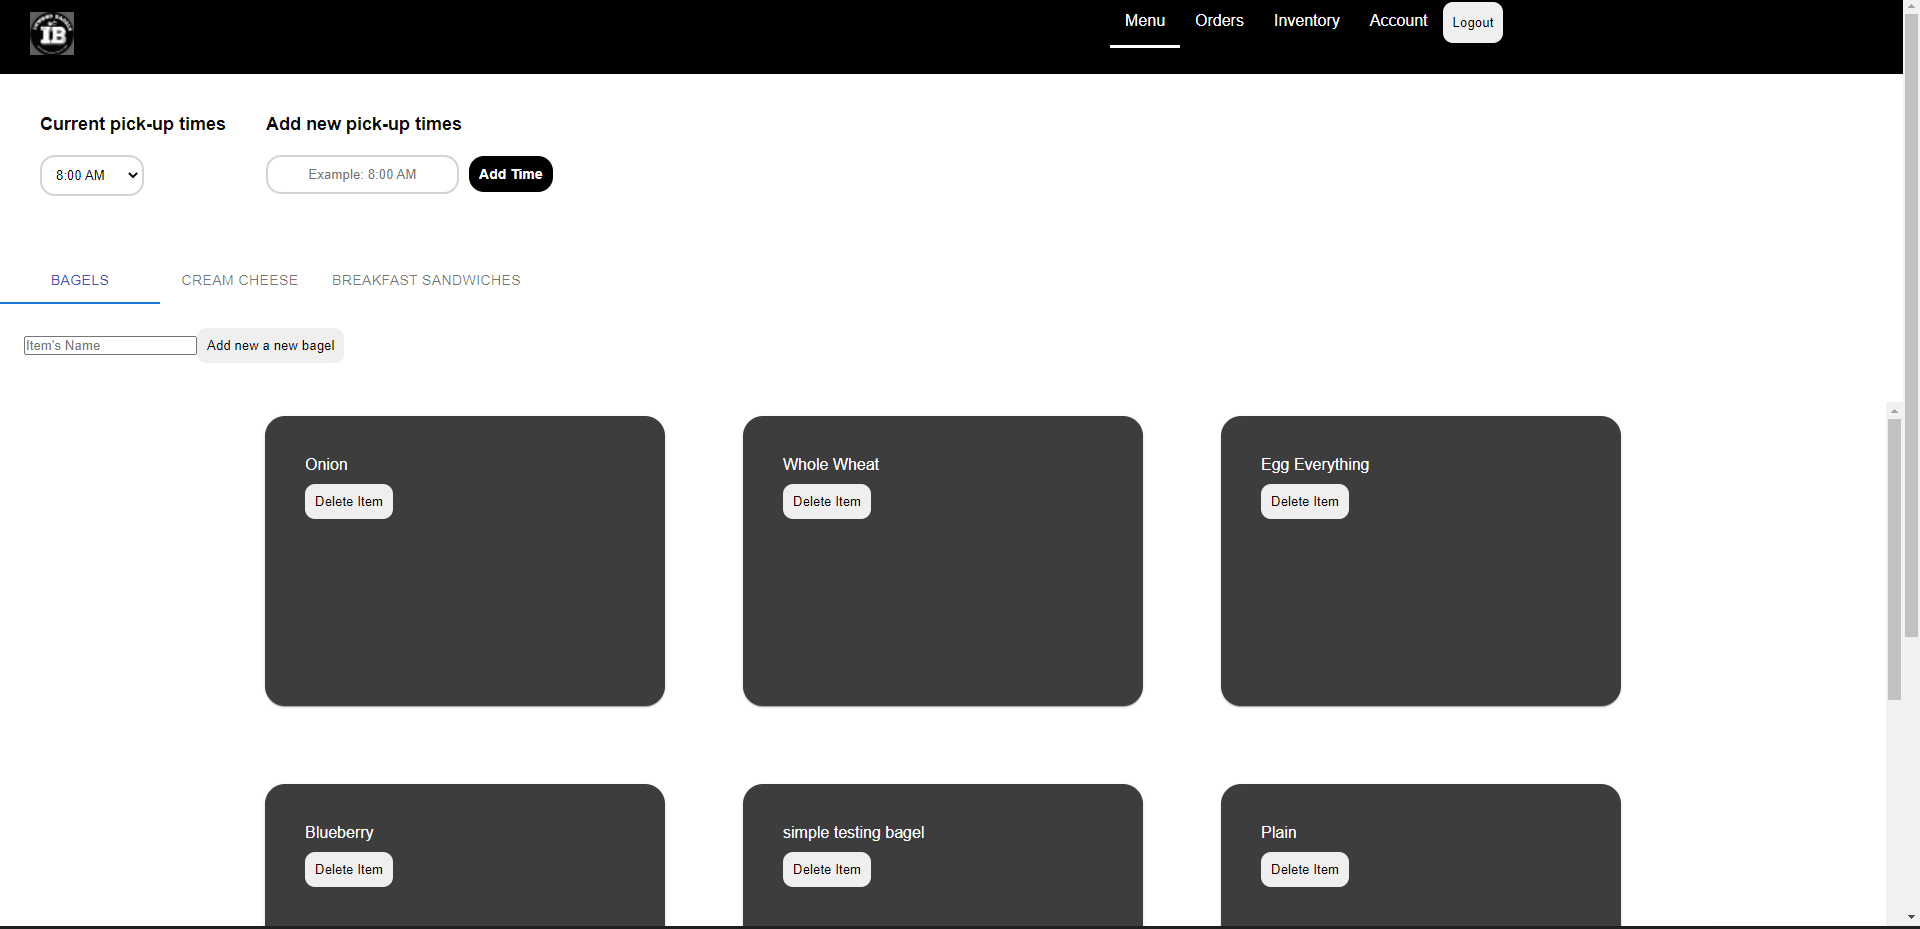 IB
Menu Orders Inventory Account Logout
Current pick-up times Add new pick-up times
8:00 AM Example: 8:00 AM Add Time
BAGELS CREAM CHEESE BREAKFAST SANDWICHES
Item's Name Add new a new bagel
Onion Whole Wheat Egg Everything
Delete Item Delete Item Delete Item
Blueberry simple testing bagel Plain
Delete Item Delete Item Delete Item